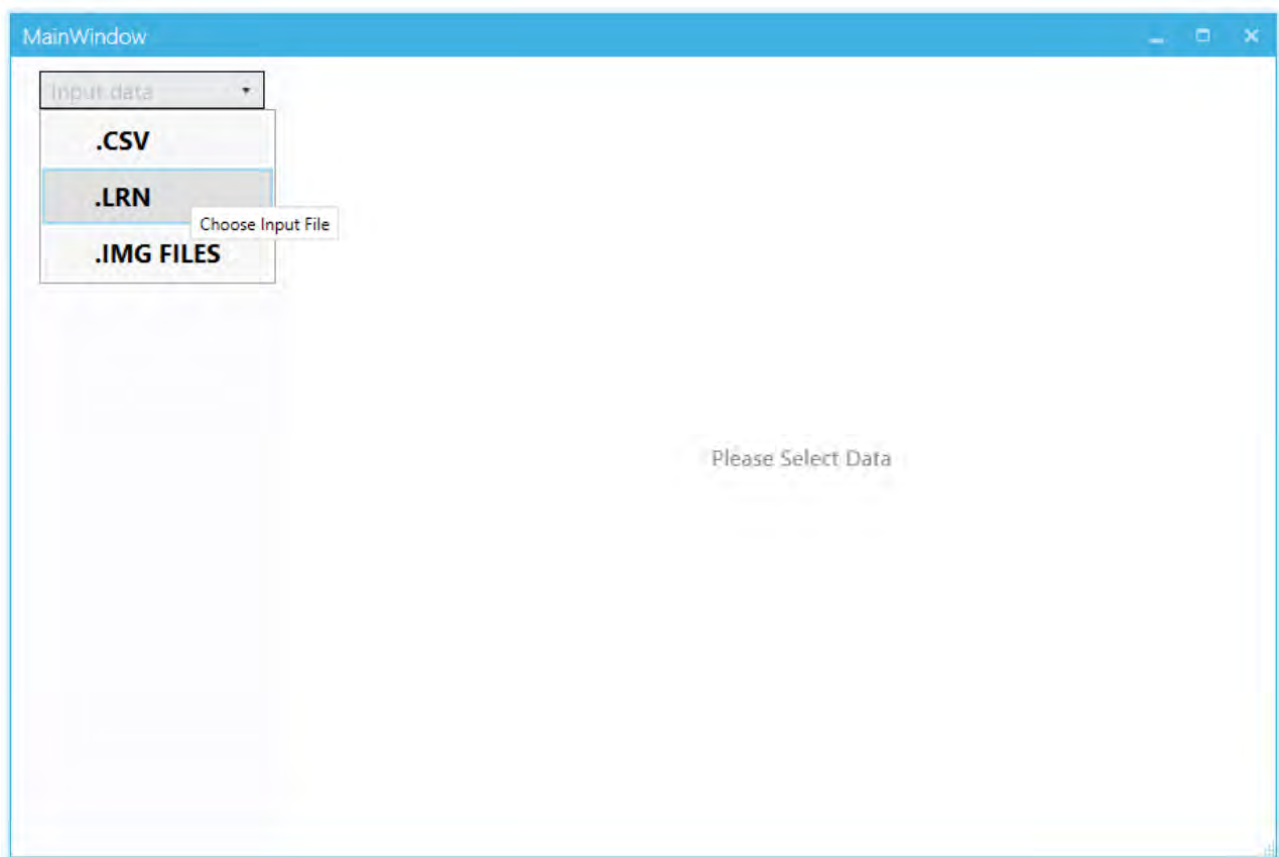 MainWindow
Input data
.CSV
.LRN
Choose Input File
.IMG FILES
Please Select Data